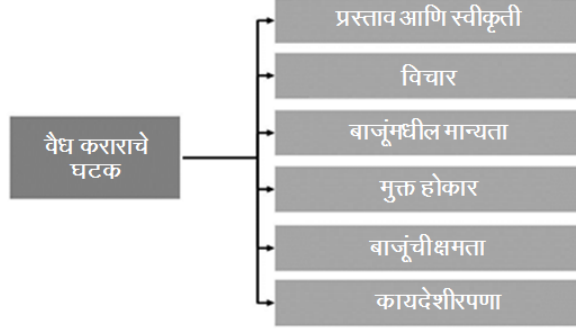 वैध कराराचे
घटक
प्रस्ताव आणि स्वीकृती
विचार
बाजूंमधील मान्यता
मुक्त होकार
बाजूंचीक्षमता
कायदेशीरपणा